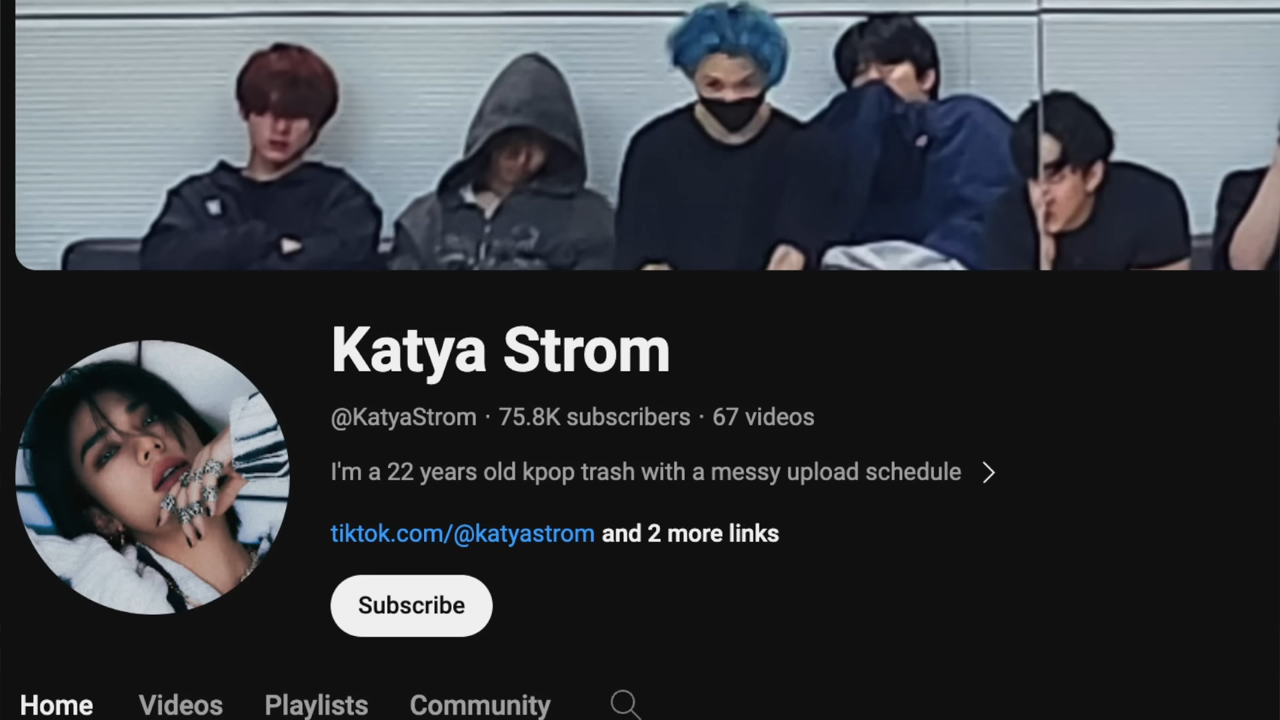 Katya Strom
@KatyaStrom · 75.8K subscribers · 67 videos
I'm a 22 years old kpop trash with a messy upload schedule
tiktok.com/@katyastrom and 2 more links
Subscribe
Home Videos Playlists Community